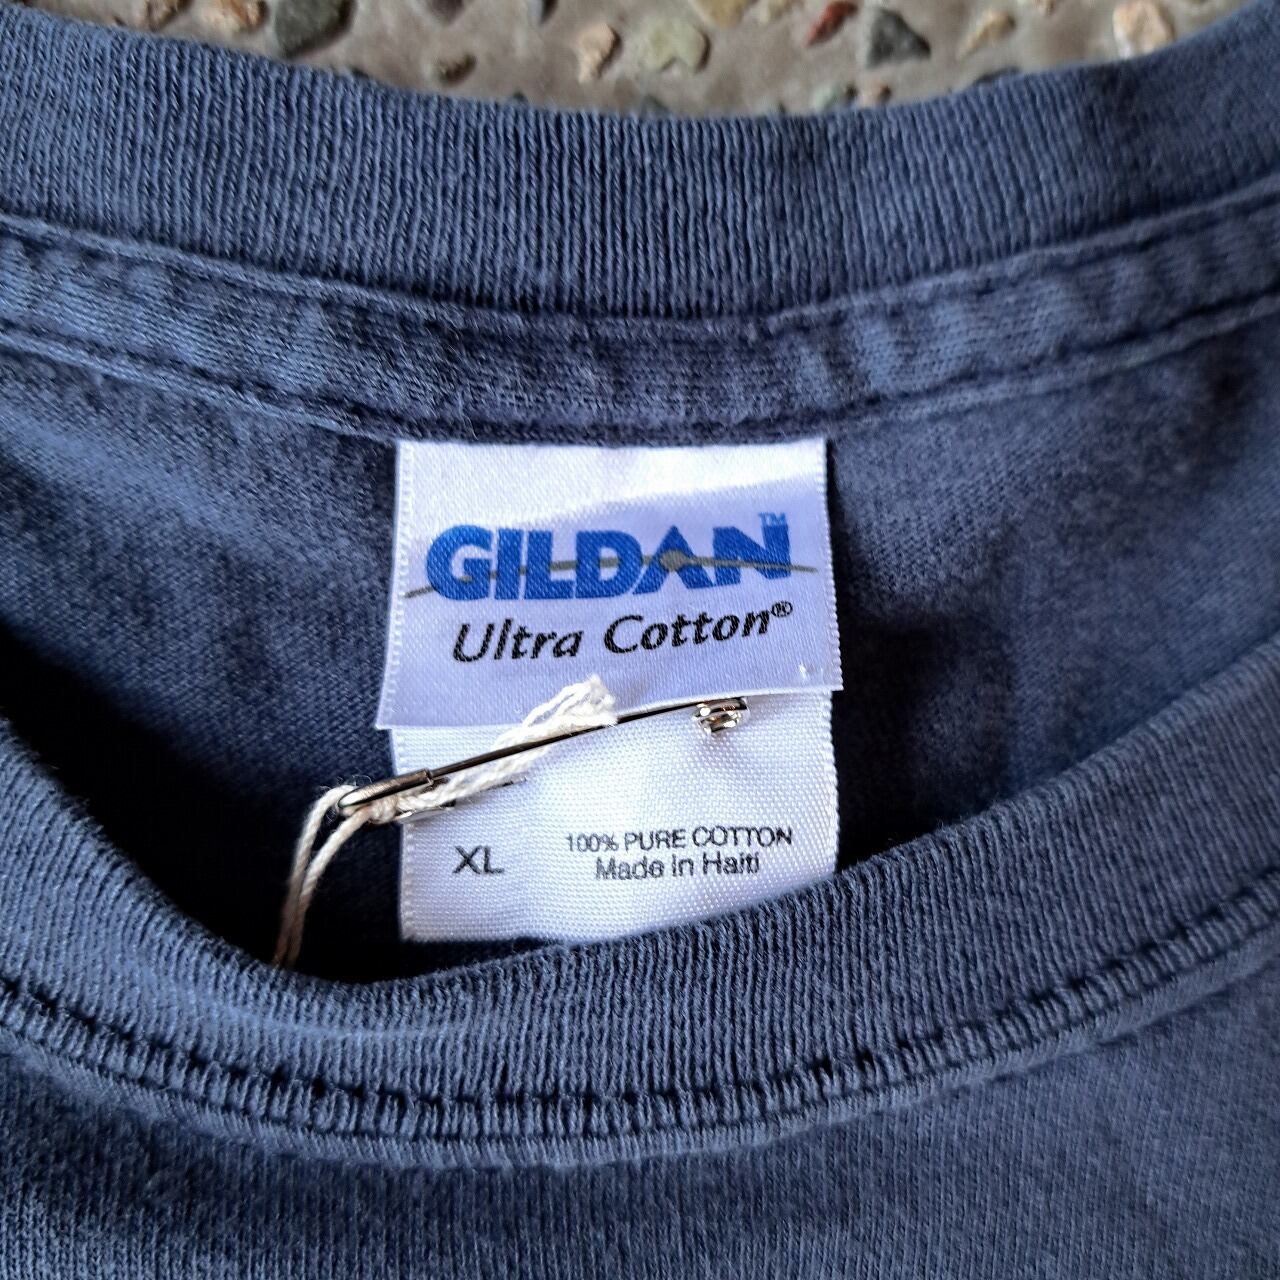 GILDAN™
Ultra Cotton®
XL
100% PURE COTTON
Made in Haiti